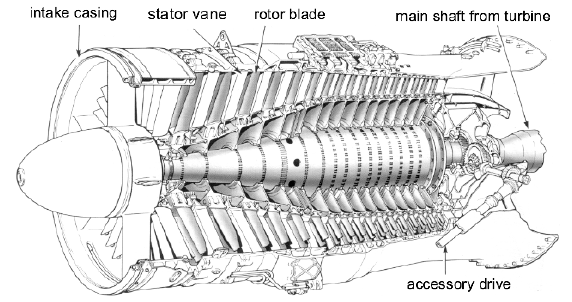 intake casing
stator vane
rotor blade
main shaft from turbine
accessory drive